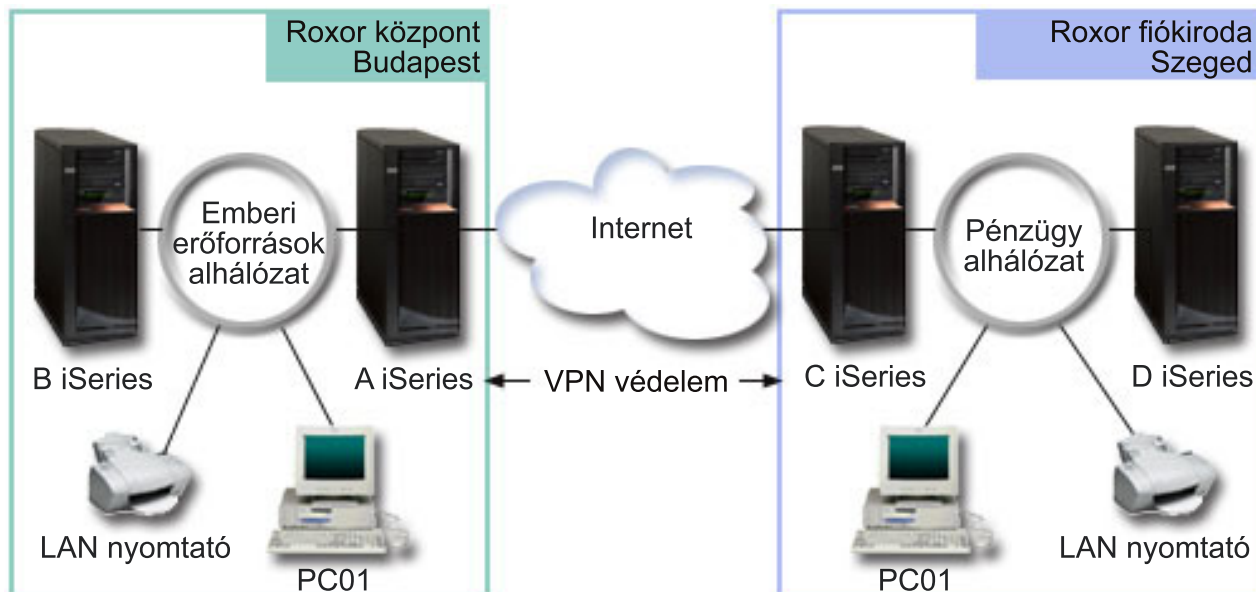 Roxor központ
Budapest
Roxor fiókiroda
Szeged
Emberi
erőforrások
alhálózat
Internet
Pénzügy
alhálózat
B iSeries
A iSeries
VPN védelem
C iSeries
D iSeries
LAN nyomtató
PC01
PC01
LAN nyomtató